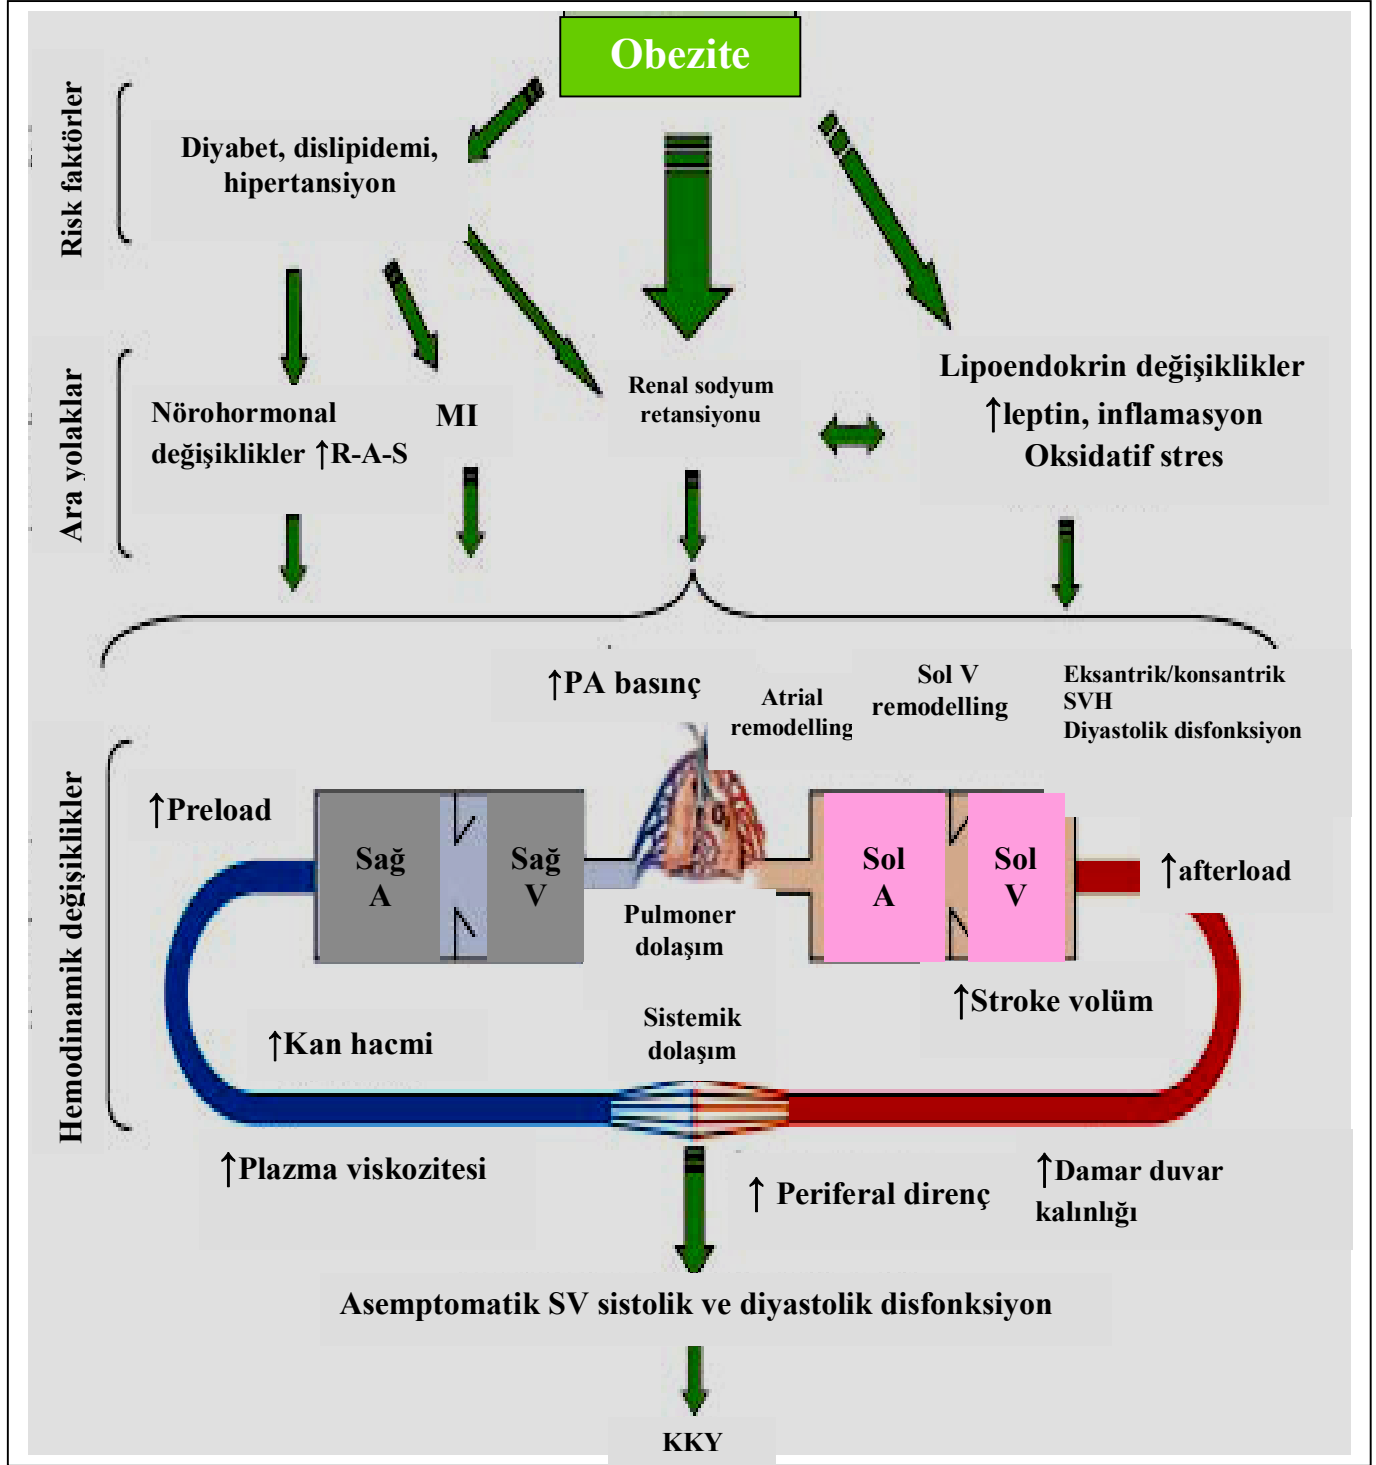 Obezite
Risk faktörler
Diyabet, dislipidemi,
hipertansiyon
Ara yolaklar
Nörohormonal
değişiklikler ↑R-A-S
MI
Renal sodyum
retansiyonu
Lipoendokrin değişiklikler
↑leptin, inflamasyon
Oksidatif stres
Hemodinamik değişiklikler
↑PA basınç
Atrial
remodelling
Sol V
remodelling
Eksantrik/konsantrik
SVH
Diyastolik disfonksiyon
↑Preload
Sağ
A
Sağ
V
Pulmoner
dolaşım
Sol
A
Sol
V
↑afterload
↑Stroke volüm
↑Kan hacmi
Sistemik
dolaşım
↑Plazma viskozitesi
↑ Periferal direnç
↑Damar duvar
kalınlığı
Asemptomatik SV sistolik ve diyastolik disfonksiyon
KKY